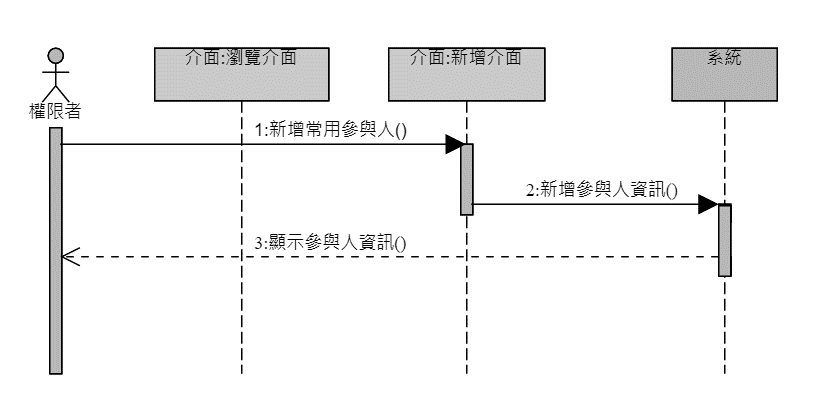 介面:瀏覽介面
介面:新增介面
系統
權限者
1:新增常用參與人()
2:新增參與人資訊()
3:顯示參與人資訊()